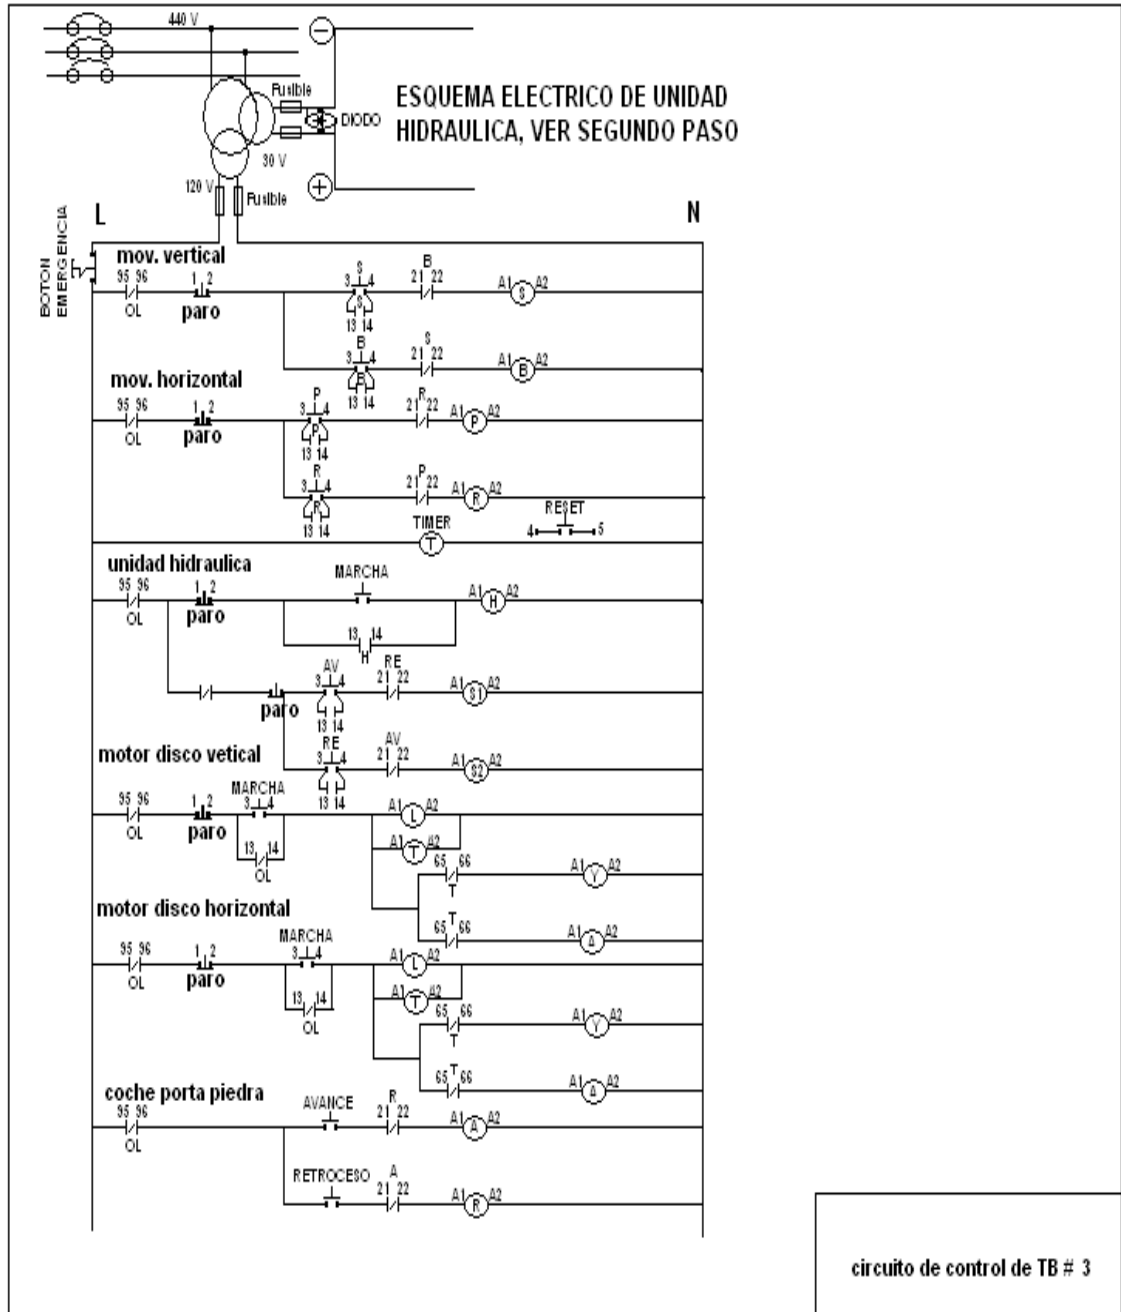 440 V
Fusible
DIODO
ESQUEMA ELECTRICO DE UNIDAD
HIDRAULICA, VER SEGUNDO PASO
30 V
120 V
Fusible
L
N
BOTON
EMERGENCIA
mov. vertical
95 96
OL
1 2
paro
S
3 4
S
13 14
B
21 22
A1 S A2
B
3 4
B
13 14
S
21 22
A1 B A2
mov. horizontal
95 96
OL
1 2
paro
P
3 4
P
13 14
R
21 22
A1 P A2
R
3 4
R
13 14
P
21 22
A1 R A2
TIMER
T
RESET
4 5
unidad hidraulica
95 96
OL
1 2
paro
MARCHA
13 14
H
A1 H A2
paro
AV
3 4
13 14
RE
21 22
A1 S1 A2
RE
3 4
13 14
AV
21 22
A1 S2 A2
motor disco vetical
95 96
OL
1 2
paro
MARCHA
3 4
13 14
OL
A1 L A2
A1 T A2
65 66
T
A1 Y A2
T
65 66
A1 A A2
motor disco horizontal
95 96
OL
1 2
paro
MARCHA
3 4
13 14
OL
A1 L A2
A1 T A2
65 66
T
A1 Y A2
T
65 66
A1 A A2
coche porta piedra
95 96
OL
AVANCE
R
21 22
A1 A A2
RETROCESO
A
21 22
A1 R A2
circuito de control de TB # 3